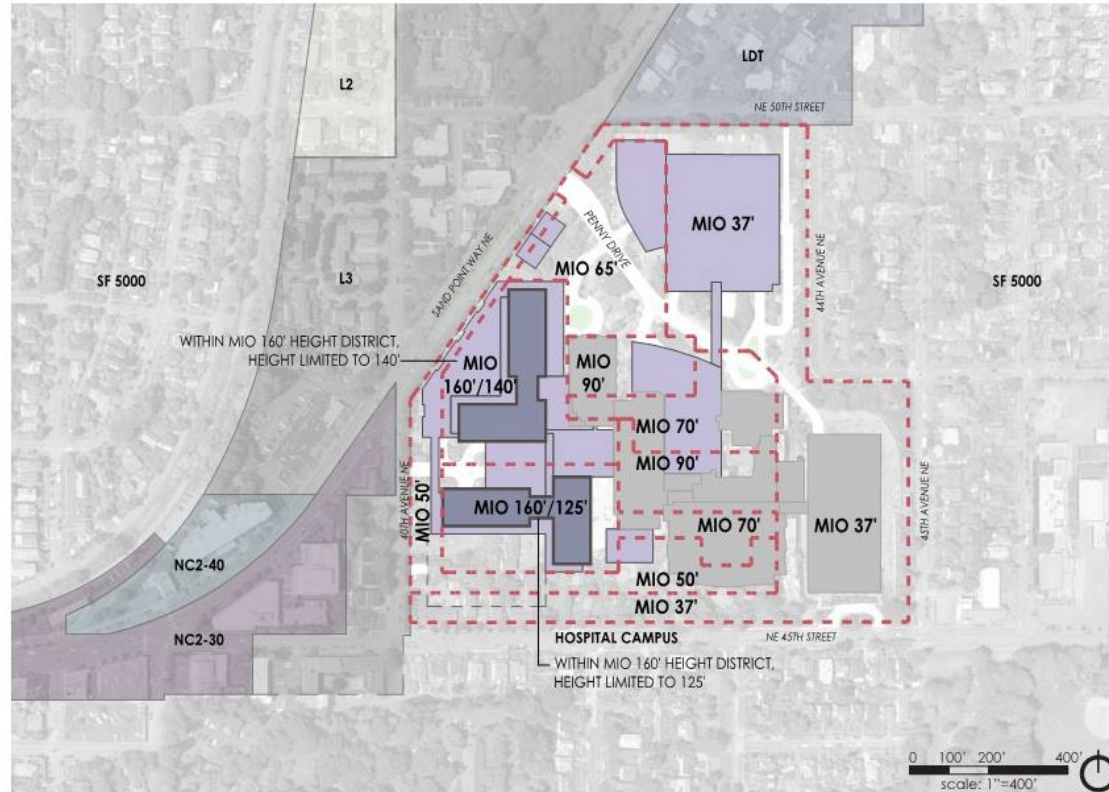 LDT
L2
NE 50TH STREET
MIO 37'
PENNY DRIVE
SAND POINT WAY NE
MIO 65'
44TH AVENUE NE
SF 5000
L3
SF 5000
WITHIN MIO 160' HEIGHT DISTRICT,
HEIGHT LIMITED TO 140'
MIO
160'/140'
MIO
90'
MIO 70'
MIO 90'
40TH AVENUE NE
MIO 50'
MIO 160'/125'
MIO 70'
MIO 37'
45TH AVENUE NE
NC2-40
MIO 50'
MIO 37'
NC2-30
HOSPITAL CAMPUS
NE 45TH STREET
WITHIN MIO 160' HEIGHT DISTRICT,
HEIGHT LIMITED TO 125'
0 100' 200' 400'
scale: 1"=400'